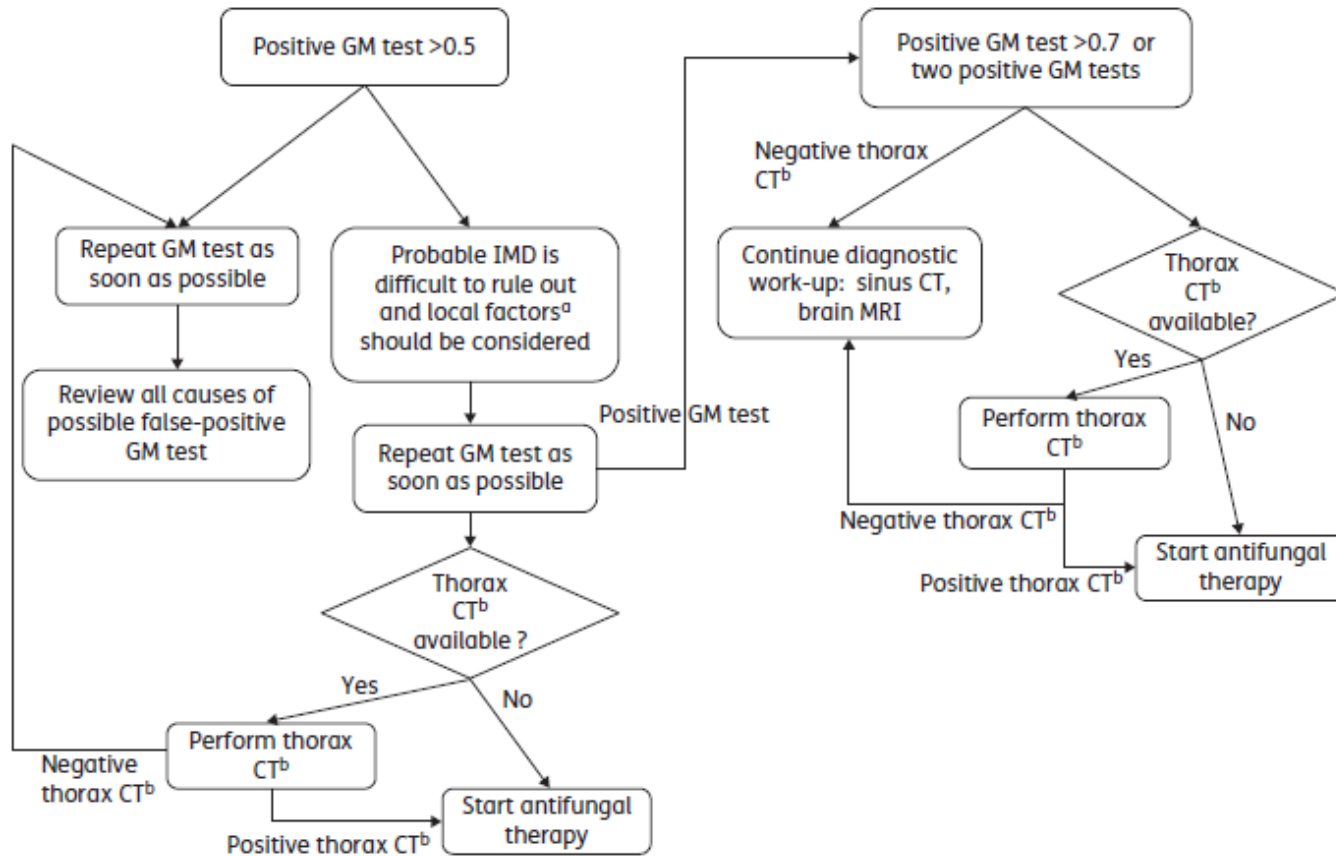 Positive GM test >0.5
Repeat GM test as
soon as possible
Review all causes of
possible false-positive
GM test
Probable IMD is
difficult to rule out
and local factorsᵃ
should be considered
Repeat GM test as
soon as possible
Positive GM test
Thorax
CTᵇ
available ?
Yes
No
Perform thorax
CTᵇ
Negative
thorax CTᵇ
Positive thorax CTᵇ
Start antifungal
therapy
Positive GM test >0.7 or
two positive GM tests
Negative thorax
CTᵇ
Continue diagnostic
work-up: sinus CT,
brain MRI
Thorax
CTᵇ
available?
Yes
No
Perform thorax
CTᵇ
Negative thorax CTᵇ
Positive thorax CTᵇ
Start antifungal
therapy